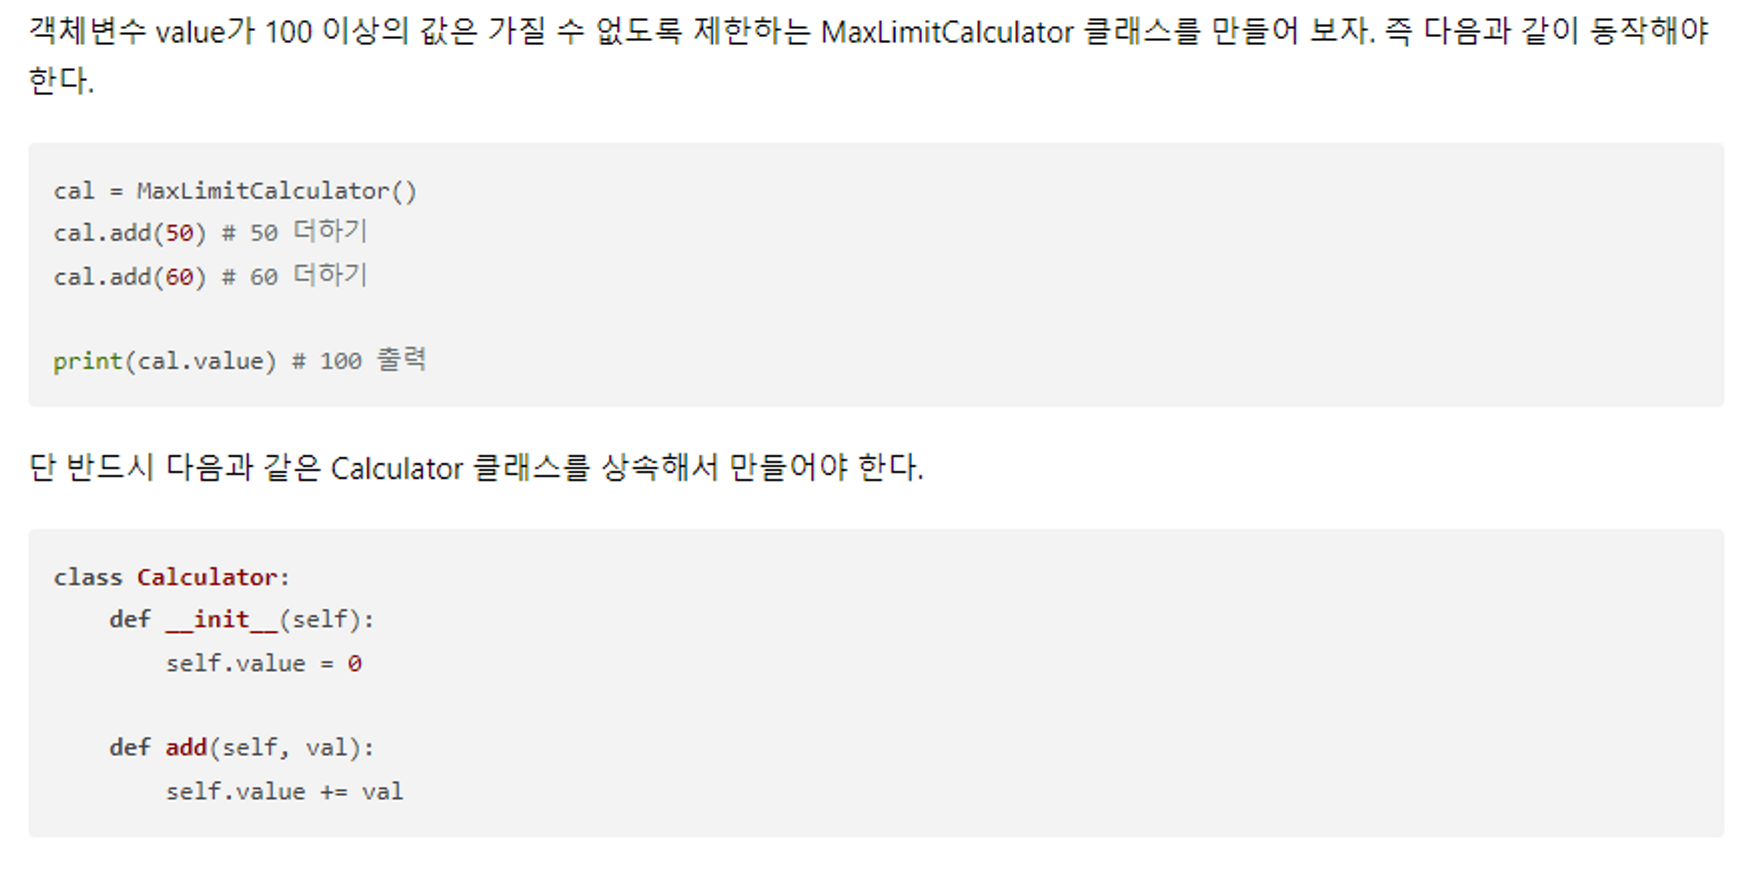 객체변수 value가 100 이상의 값은 가질 수 없도록 제한하는 MaxLimitCalculator 클래스를 만들어 보자. 즉 다음과 같이 동작해야
한다.
cal = MaxLimitCalculator()
cal.add(50) # 50 더하기
cal.add(60) # 60 더하기
print(cal.value) # 100 출력
단 반드시 다음과 같은 Calculator 클래스를 상속해서 만들어야 한다.
class Calculator:
    def __init__(self):
        self.value = 0
    def add(self, val):
        self.value += val